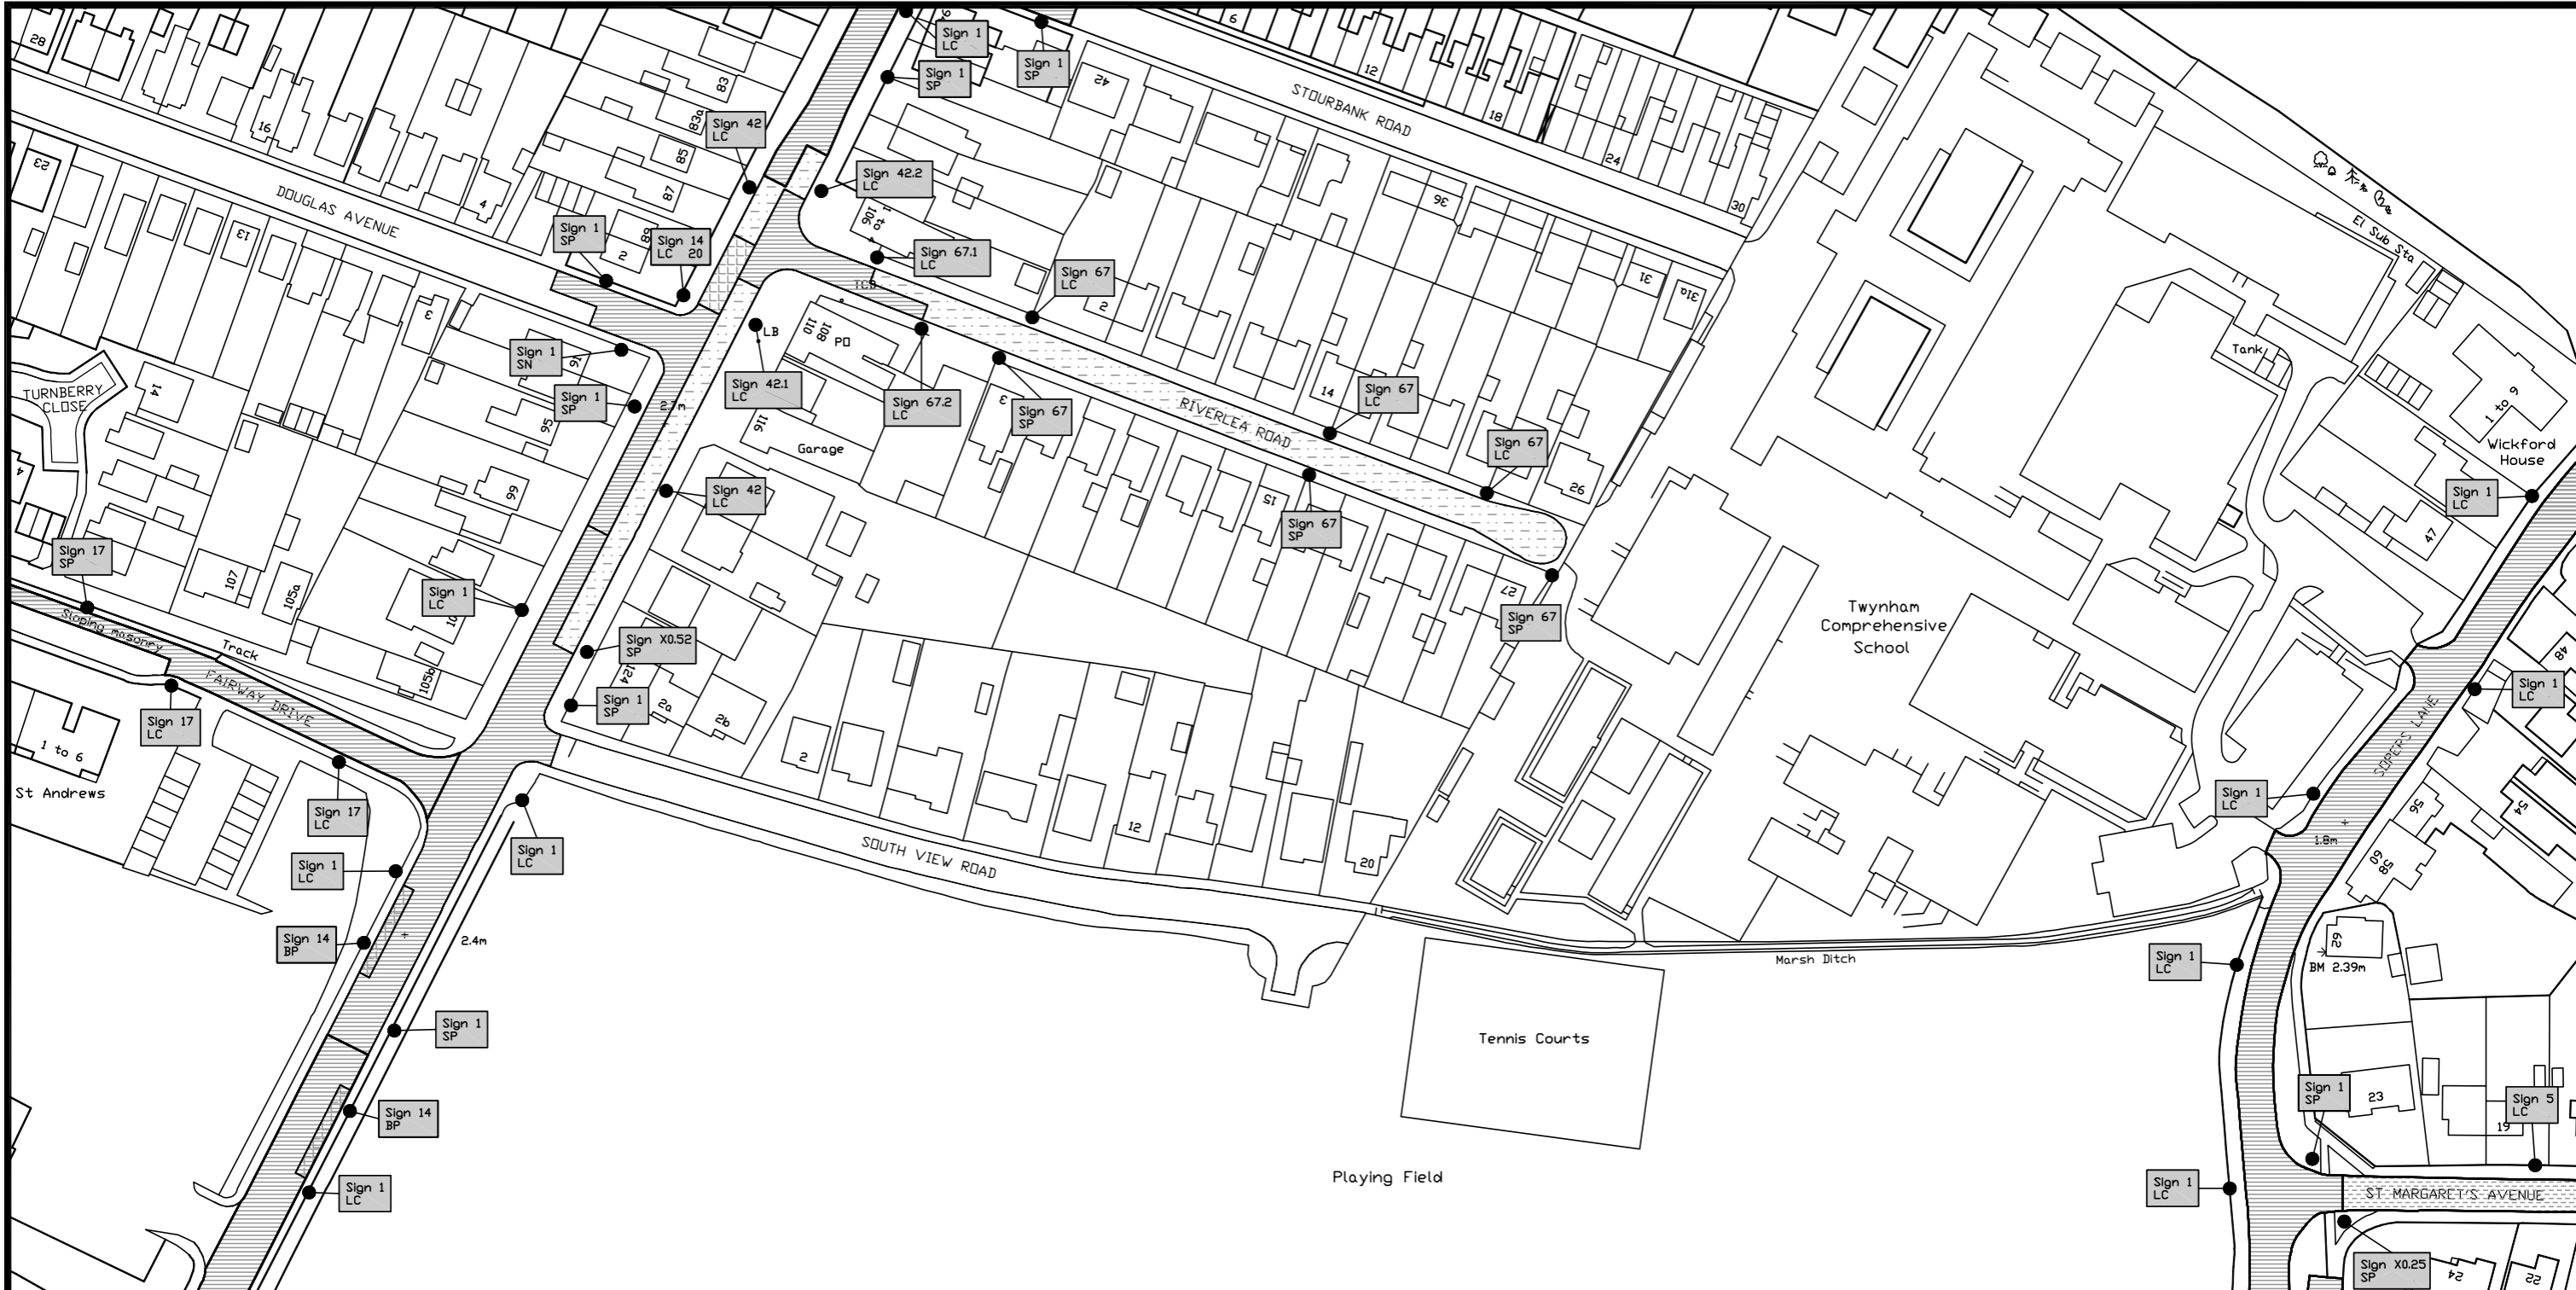 28
16
83
83a
85
87
89
2
4
Sign 1
LC
Sign 1
SP
Sign 1
SP
42
6
12
18
24
30
STOURBANK ROAD
Sign 42
LC
Sign 42.2
LC
106
1 to
36
31
31a
El Sub Sta
23
DOUGLAS AVENUE
13
3
Sign 1
SP
Sign 14
LC 20
Sign 67.1
LC
Sign 67
LC
2
TCB
LB
110
108
PO
Tank
1 to 9
Wickford
House
TURNBERRY
CLOSE
14
Sign 1
SN
91
Sign 1
SP
2.7m
Sign 42.1
LC
Sign 67.2
LC
3
Sign 67
SP
RIVERLEA ROAD
14
Sign 67
LC
Sign 67
LC
26
95
116
Garage
99
Sign 42
LC
15
Sign 67
SP
Sign 1
LC
47
4
Sign 17
SP
107
105a
Sign 1
LC
27
Sign 67
SP
Twynham
Comprehensive
School
Sloping masonry
Track
FAIRWAY DRIVE
105b
Sign X0.52
SP
124
Sign 1
SP
2a
2b
2
48
Sign 1
LC
Sign 17
LC
1 to 6
St Andrews
Sign 17
LC
SOPERS LANE
Sign 1
LC
54
56
58
60
1.8m
Sign 1
LC
Sign 1
LC
SOUTH VIEW ROAD
12
20
Sign 14
BP
2.4m
Marsh Ditch
Sign 1
LC
62
BM 2.39m
Sign 1
SP
Tennis Courts
Sign 14
BP
Sign 1
SP
23
19
Sign 5
LC
Sign 1
LC
Playing Field
Sign 1
LC
ST MARGARET'S AVENUE
Sign X0.25
SP
24
22